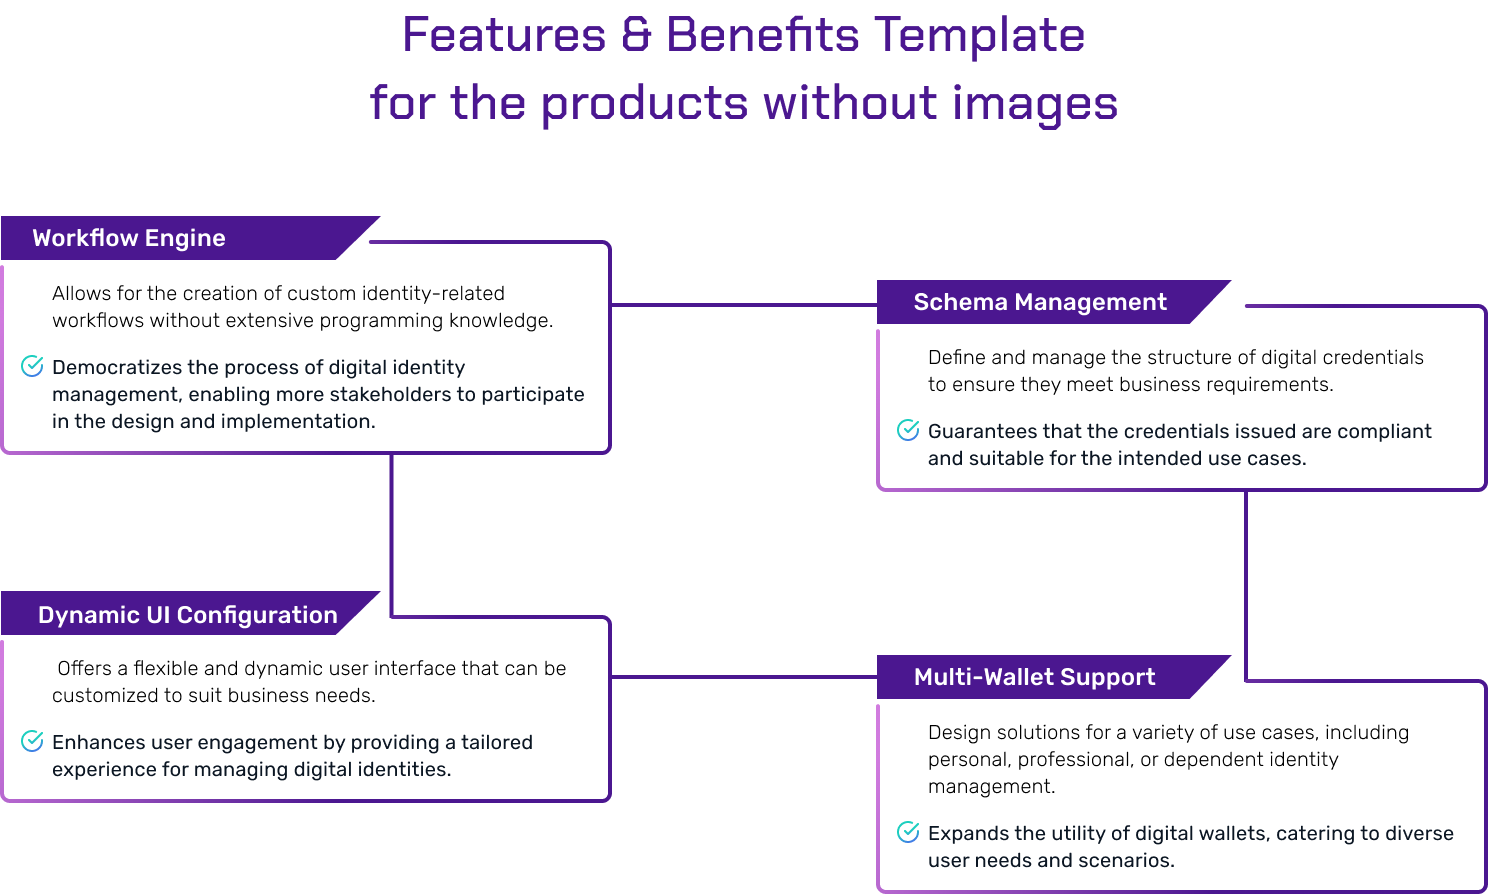 Features & Benefits Template
for the products without images
Workflow Engine
Allows for the creation of custom identity-related
workflows without extensive programming knowledge.
Democratizes the process of digital identity
management, enabling more stakeholders to participate
in the design and implementation.
Schema Management
Define and manage the structure of digital credentials
to ensure they meet business requirements.
Guarantees that the credentials issued are compliant
and suitable for the intended use cases.
Dynamic UI Configuration
Offers a flexible and dynamic user interface that can be
customized to suit business needs.
Enhances user engagement by providing a tailored
experience for managing digital identities.
Multi-Wallet Support
Design solutions for a variety of use cases, including
personal, professional, or dependent identity
management.
Expands the utility of digital wallets, catering to diverse
user needs and scenarios.